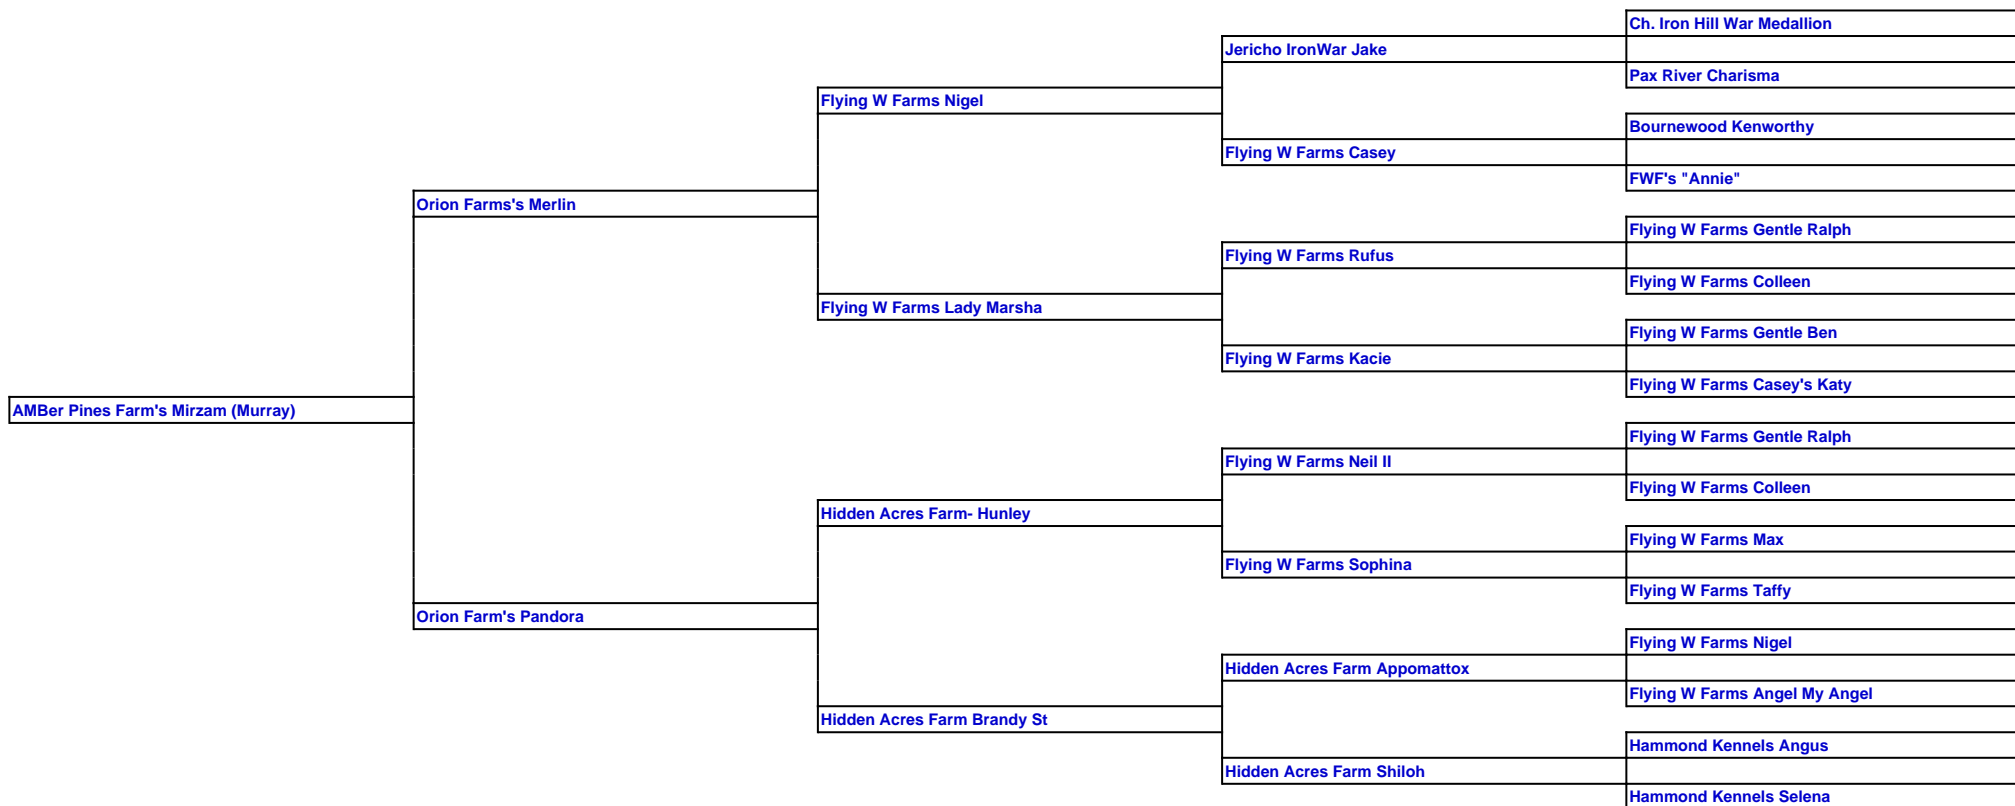 Ch. Iron Hill War Medallion
Jericho IronWar Jake
Pax River Charisma
Flying W Farms Nigel
Bournewood Kenworthy
Flying W Farms Casey
FWF's "Annie"
Orion Farms's Merlin
Flying W Farms Gentle Ralph
Flying W Farms Rufus
Flying W Farms Colleen
Flying W Farms Lady Marsha
Flying W Farms Gentle Ben
Flying W Farms Kacie
Flying W Farms Casey's Katy
AMBer Pines Farm's Mirzam (Murray)
Flying W Farms Gentle Ralph
Flying W Farms Neil II
Flying W Farms Colleen
Hidden Acres Farm- Hunley
Flying W Farms Max
Flying W Farms Sophina
Flying W Farms Taffy
Orion Farm's Pandora
Flying W Farms Nigel
Hidden Acres Farm Appomattox
Flying W Farms Angel My Angel
Hidden Acres Farm Brandy St
Hammond Kennels Angus
Hidden Acres Farm Shiloh
Hammond Kennels Selena